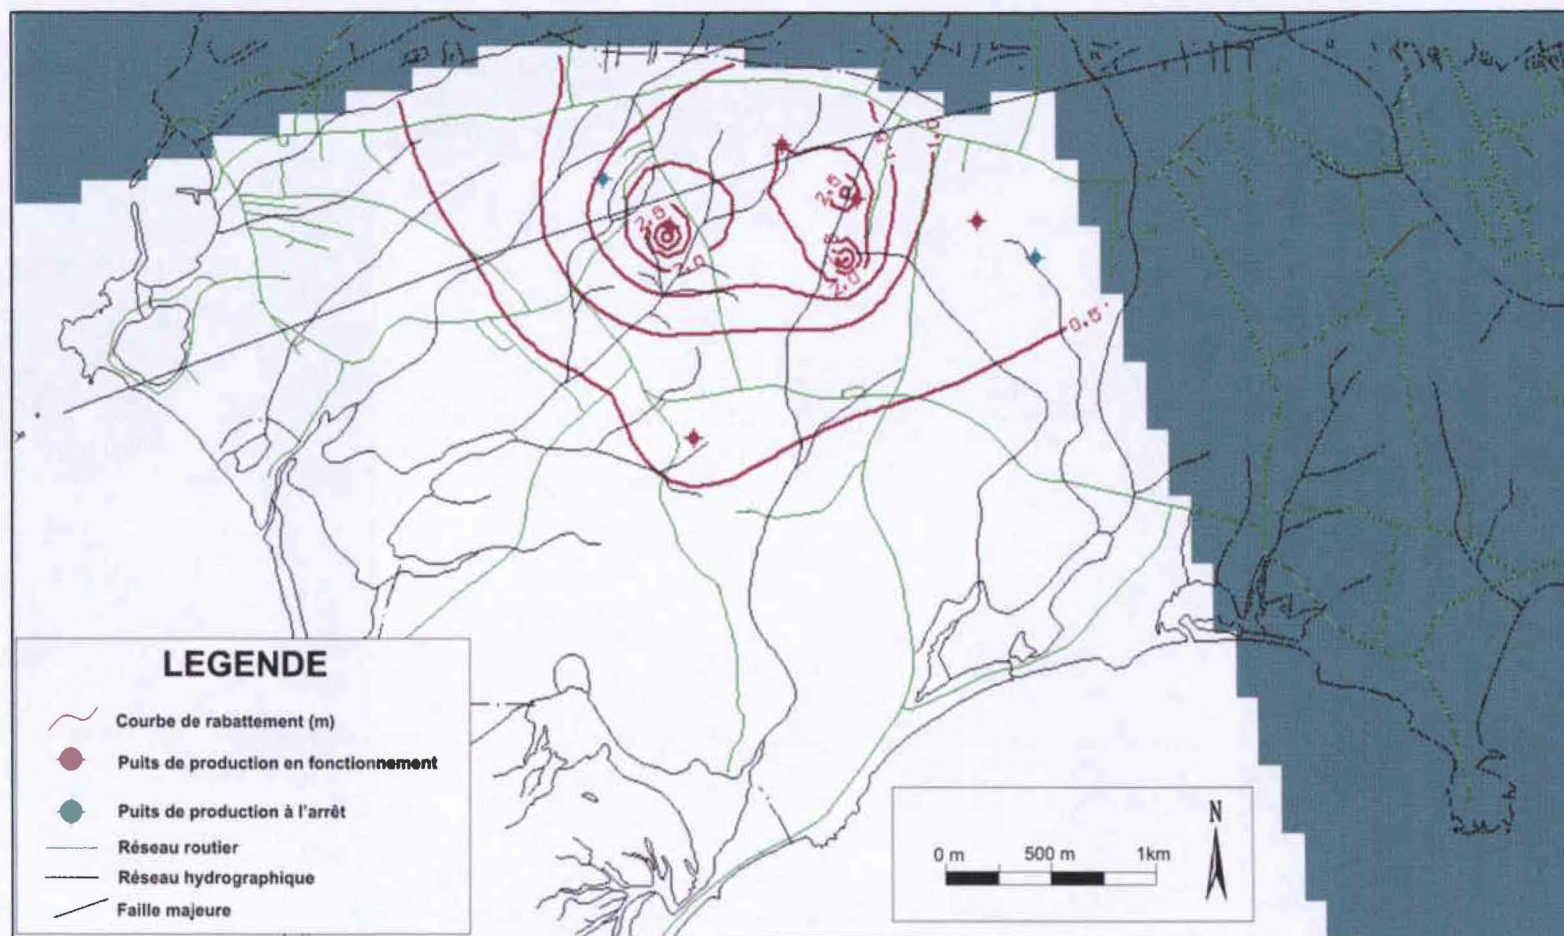 2.5
2.0
2.0
0.5
LEGENDE
Courbe de rabattement (m)
Puits de production en fonctionnement
Puits de production à l'arrêt
Réseau routier
Réseau hydrographique
Faille majeure
N
0 m 500 m 1km